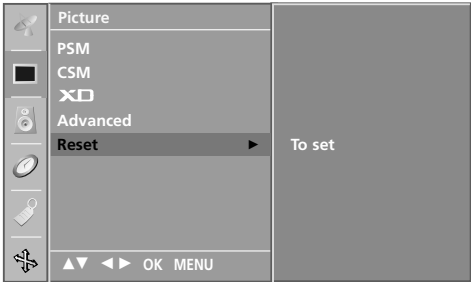 Picture
PSM
CSM
XD
Advanced
Reset ► To set
▲▼ ◄► OK MENU